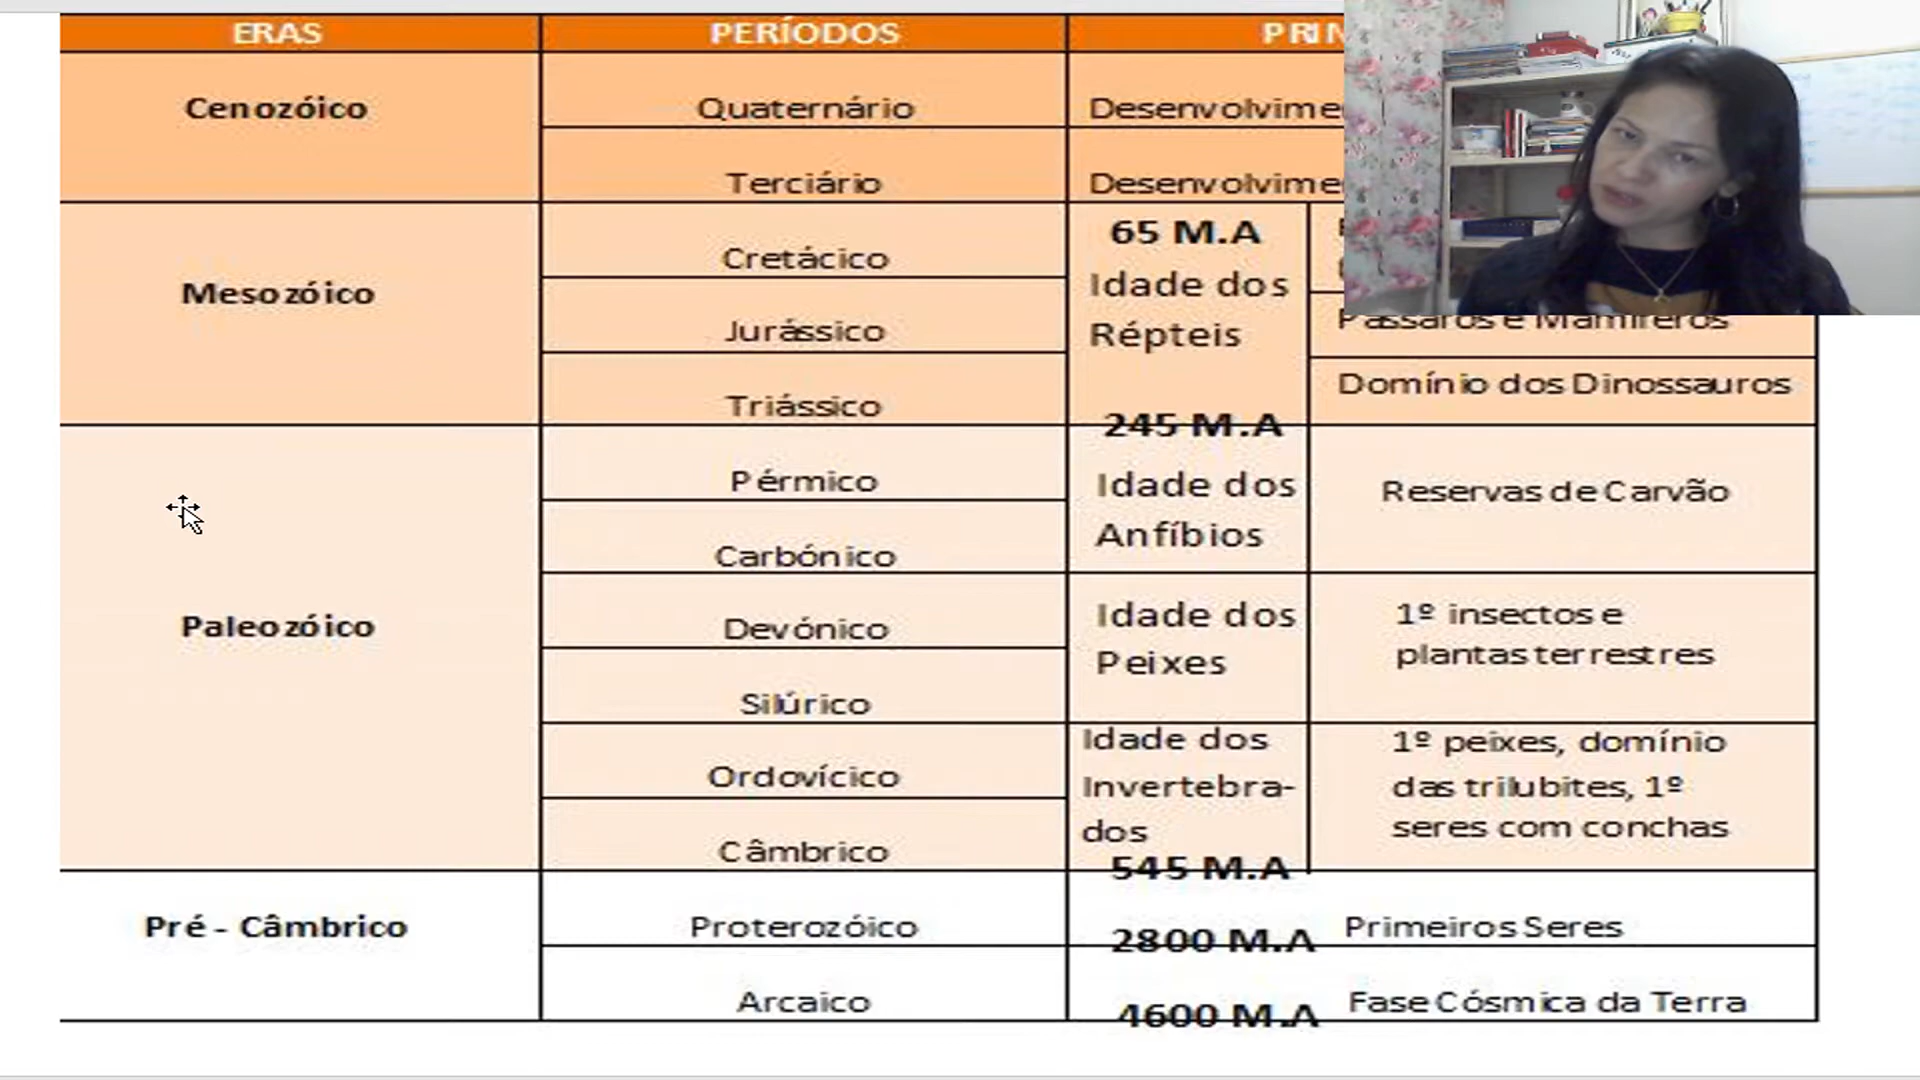 ERAS
PERÍODOS
Cenozóico
Quaternário
Terciário
Mesozóico
Cretácico
65 M.A
Idade dos
Répteis
Jurássico
Pássaros e Mamíferos
Triássico
Domínio dos Dinossauros
245 M.A
Paleozóico
Pérmico
Idade dos
Anfíbios
Reservas de Carvão
Carbónico
Devónico
Idade dos
Peixes
1º insectos e
plantas terrestres
Silúrico
Ordovícico
Idade dos
Invertebra-
dos
1º peixes, domínio
das trilubites, 1º
seres com conchas
Câmbrico
545 M.A
Pré - Câmbrico
Proterozóico
2800 M.A
Primeiros Seres
Arcaico
4600 M.A
Fase Cósmica da Terra